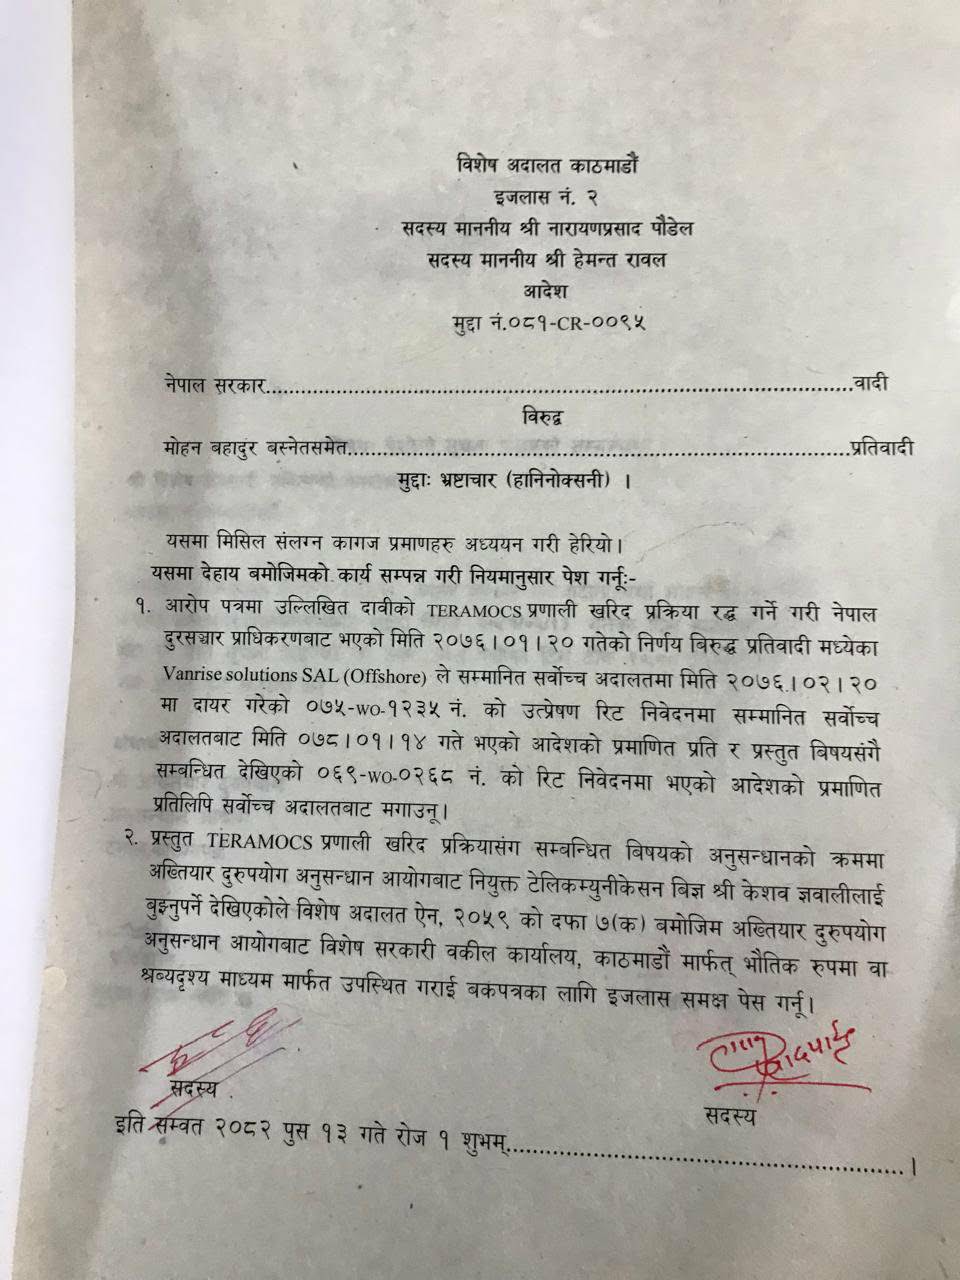 विशेष अदालत काठमाडौं
इजलास नं. २
सदस्य माननीय श्री नारायणप्रसाद पौडेल
सदस्य माननीय श्री हेमन्त रावल
आदेश
मुद्दा नं.०८१-CR-००९५
नेपाल सरकार..........................................................................................वादी
विरुद्व
मोहन बहादुर बस्नेतसमेत..............................................................................प्रतिवादी
मुद्दाः भ्रष्टाचार (हानिनोक्सनी) ।
यसमा मिसिल संलग्न कागज प्रमाणहरु अध्ययन गरी हेरियो।
यसमा देहाय बमोजिमको कार्य सम्पन्न गरी नियमानुसार पेश गर्नूः-
१. आरोप पत्रमा उल्लिखित दावीको TERAMOCS प्रणाली खरिद प्रक्रिया रद्ध गर्ने गरी नेपाल
दुरसञ्चार प्राधिकरणबाट भएको मिति २०७६।०१।२० गतेको निर्णय बिरुद्ध प्रतिवादी मध्येका
Vanrise solutions SAL (Offshore) ले सम्मानित सर्वोच्च अदालतमा मिति २०७६।०२।२०
मा दायर गरेको ०७५-WO-१२३५ नं. को उत्प्रेषण रिट निवेदनमा सम्मानित सर्वोच्च
अदालतबाट मिति ०७८।०१।१४ गते भएको आदेशको प्रमाणित प्रति र प्रस्तुत बिषयसंगै
सम्बन्धित देखिएको ०६९-WO-०२६८ नं. को रिट निवेदनमा भएको आदेशको प्रमाणित
प्रतिलिपि सर्वोच्च अदालतबाट मगाउनू।
२. प्रस्तुत TERAMOCS प्रणाली खरिद प्रक्रियासंग सम्बन्धित बिषयको अनुसन्धानको क्रममा
अख्तियार दुरुपयोग अनुसन्धान आयोगबाट नियुक्त टेलिकम्युनीकेसन बिज्ञ श्री केशव ज्ञवालीलाई
बुझ्नुपर्ने देखिएकोले विशेष अदालत ऐन, २०५९ को दफा ७(क) बमोजिम अख्तियार दुरुपयोग
अनुसन्धान आयोगबाट विशेष सरकारी वकील कार्यालय, काठमाडौं मार्फत् भौतिक रुपमा वा
श्रब्यदृश्य माध्यम मार्फत उपस्थित गराई बकपत्रका लागि इजलास समक्ष पेस गर्नू।
सदस्य
सदस्य
इति सम्वत २०८२ पुस १३ गते रोज १ शुभम्..............................................................।